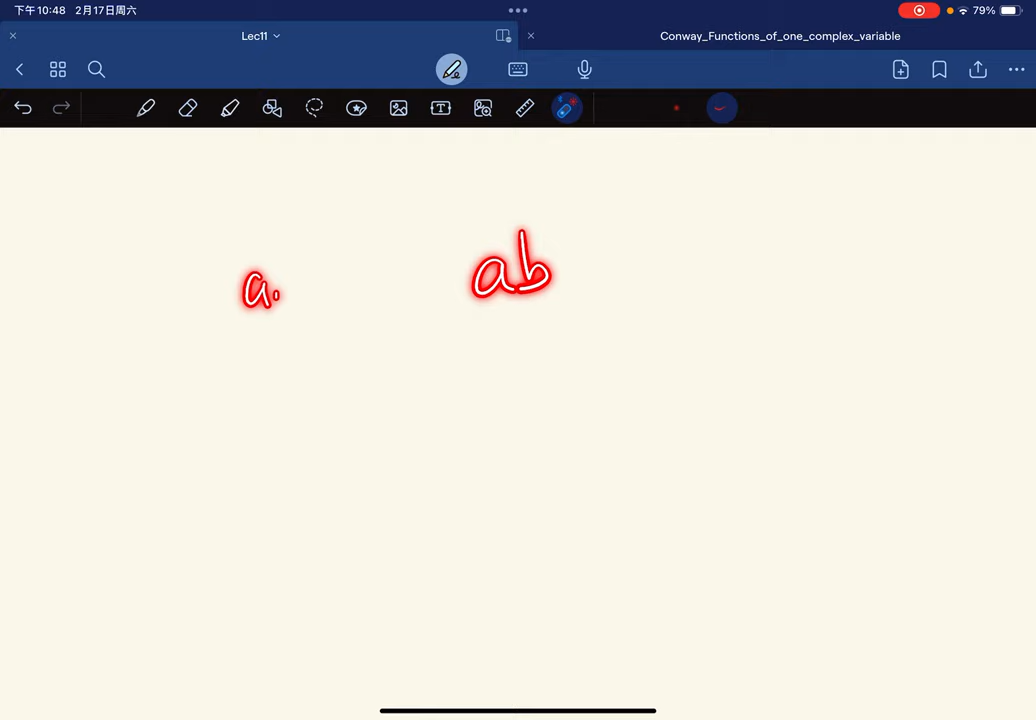 下午10:48 2月17日周六 79%
Lec11 Conway_Functions_of_one_complex_variable
a. ab